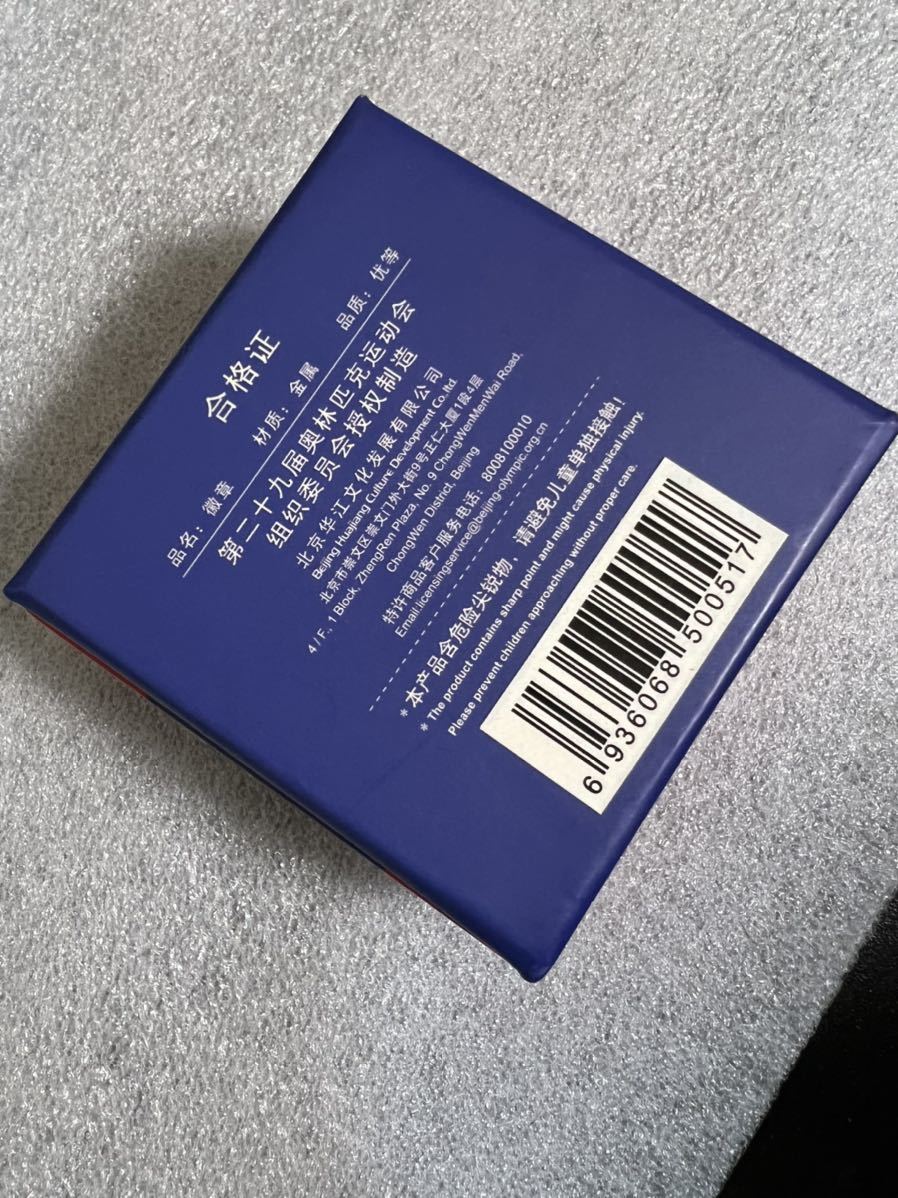 合格证
品名：徽章 材质：金属 品质：优等
第二十九届奥林匹克运动会
组织委员会授权制造
北京华江文化发展有限公司
Beijing Huajiang Culture Development Co.ltd.
北京市崇文区崇文门外大街9号正仁大厦1段4层
4/F., 1 Block, ZhengRen Plaza, No. 9 ChongWenMenWai Road,
ChongWen District, Beijing
特许商品客户服务电话：8008100010
Email.licensingservice@beijing-olympic.org.cn
*本产品含危险尖锐物，请避免儿童单独接触！
* The product contains sharp point and might cause physical injury.
Please prevent children approaching without proper care.
6 936068 500517